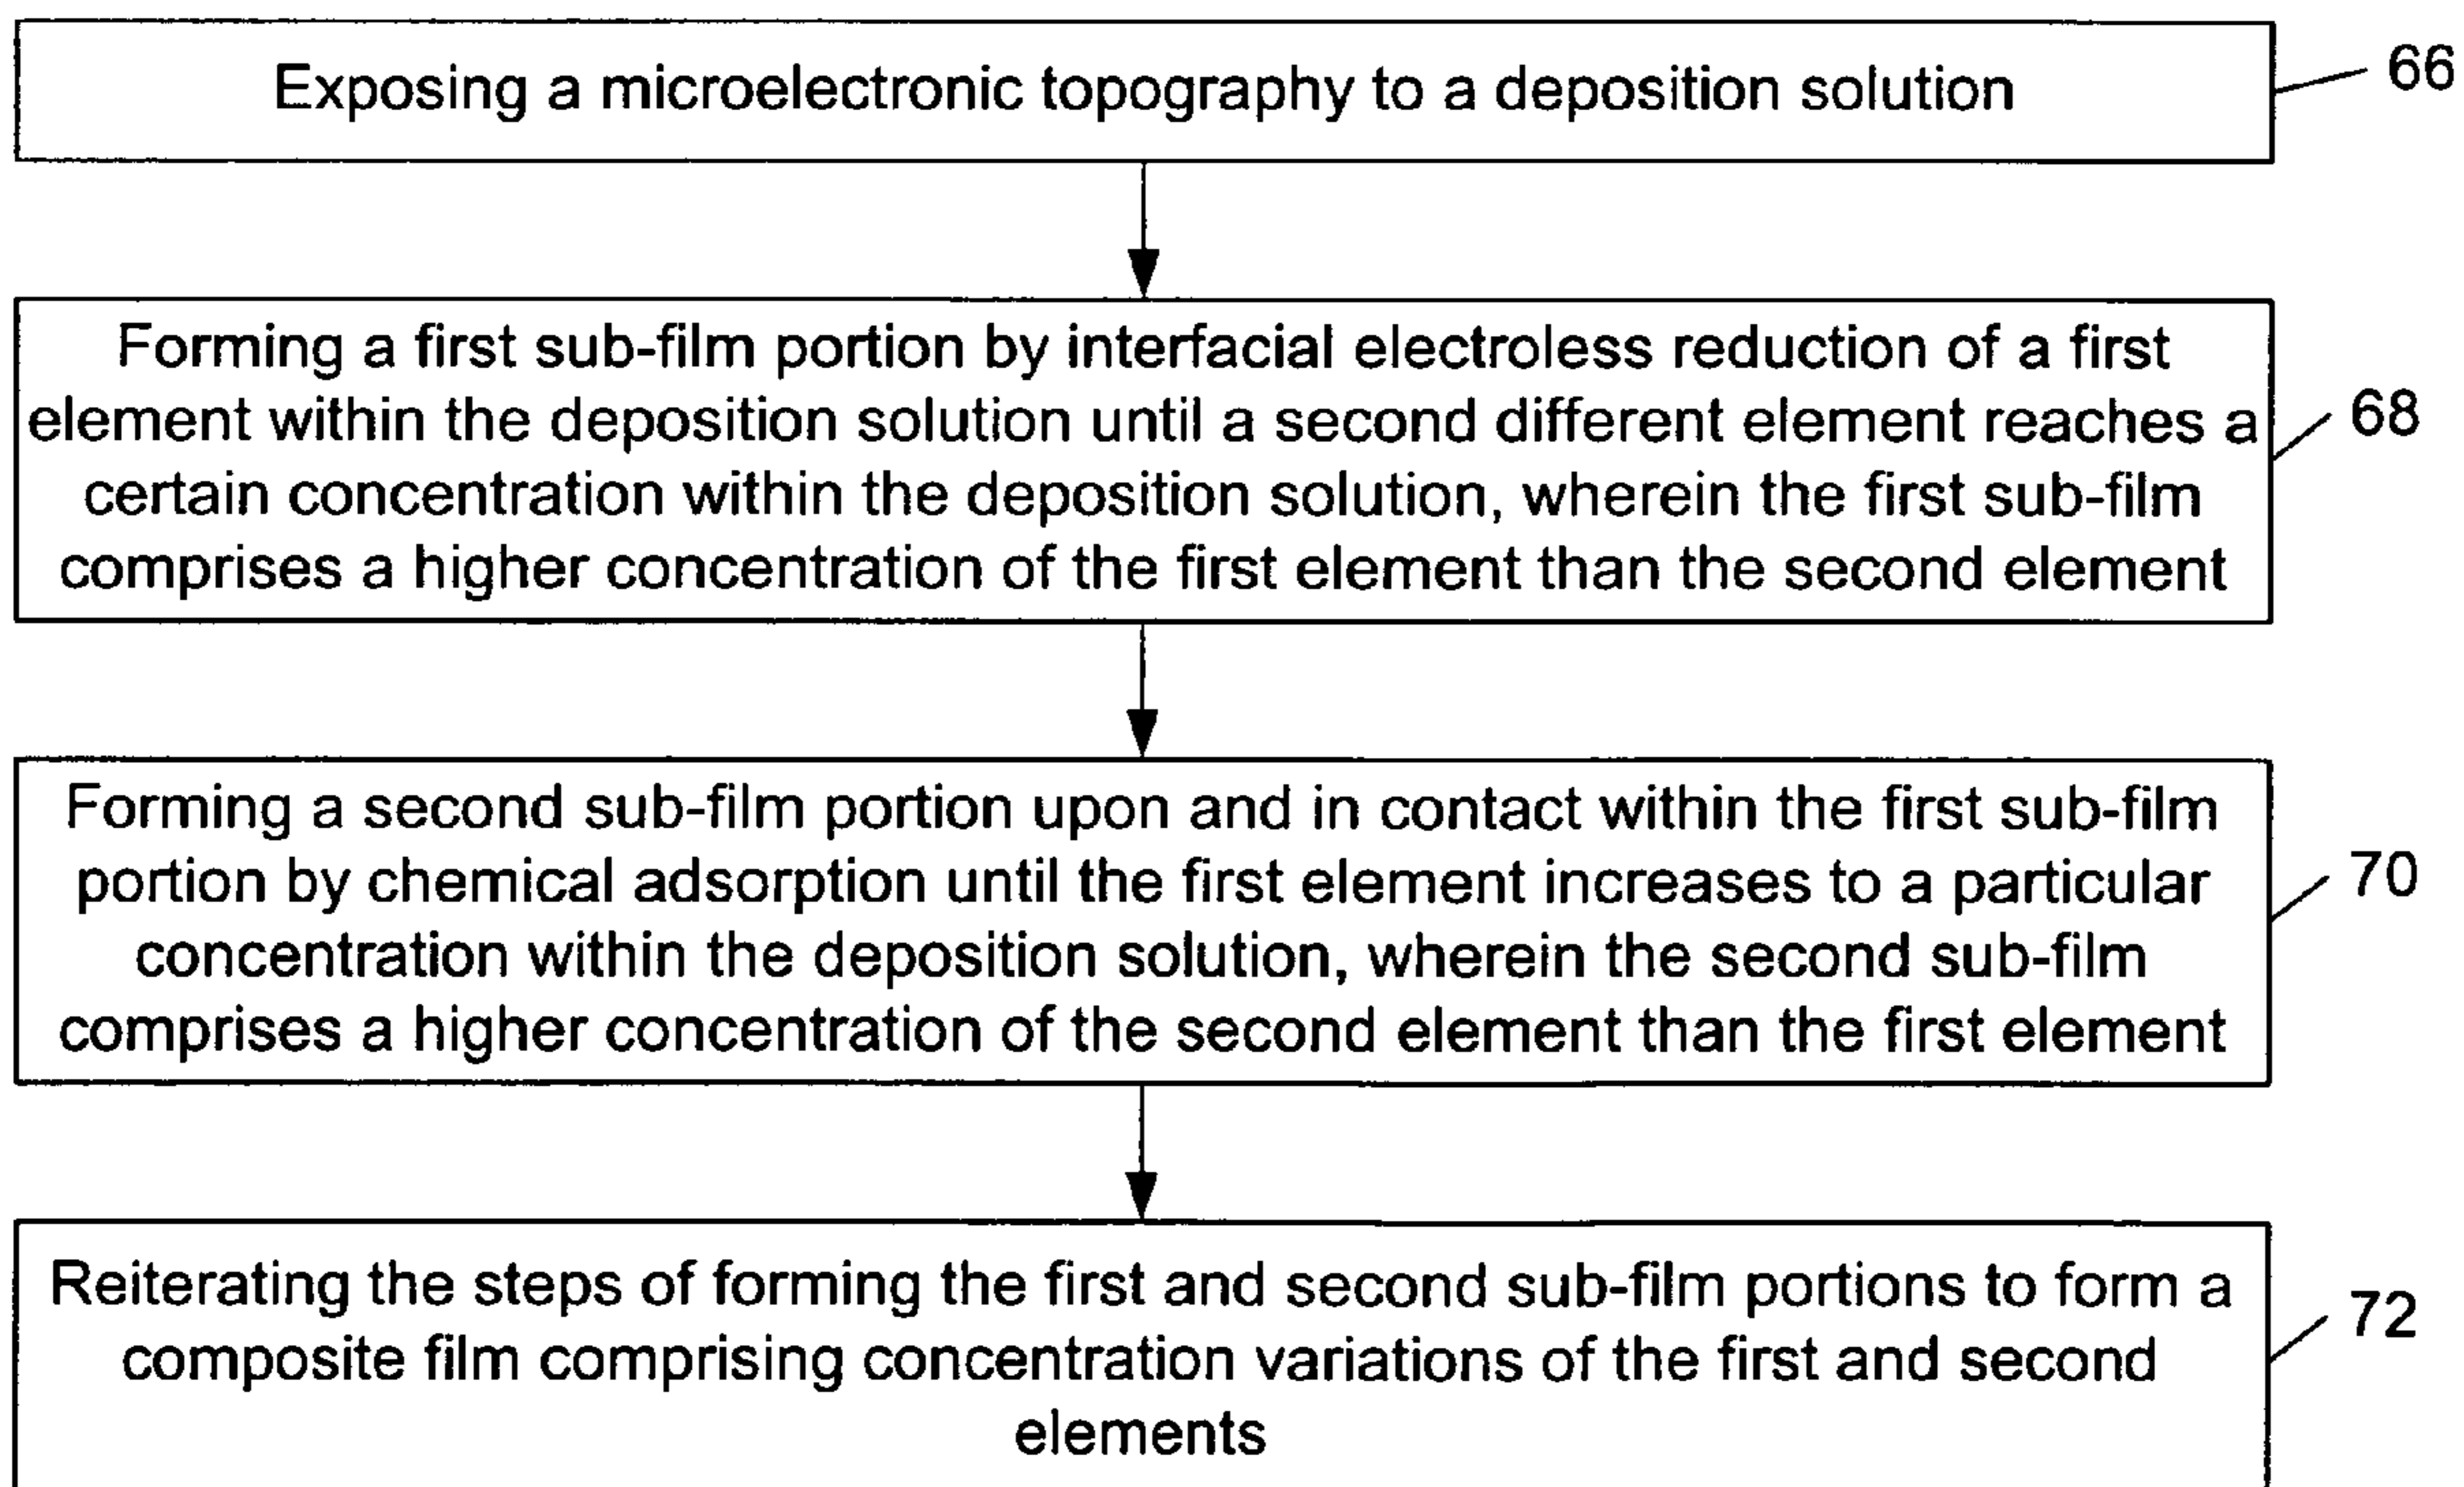 Exposing a microelectronic topography to a deposition solution
66
Forming a first sub-film portion by interfacial electroless reduction of a first
element within the deposition solution until a second different element reaches a
certain concentration within the deposition solution, wherein the first sub-film
comprises a higher concentration of the first element than the second element
68
Forming a second sub-film portion upon and in contact within the first sub-film
portion by chemical adsorption until the first element increases to a particular
concentration within the deposition solution, wherein the second sub-film
comprises a higher concentration of the second element than the first element
70
Reiterating the steps of forming the first and second sub-film portions to form a
composite film comprising concentration variations of the first and second
elements
72